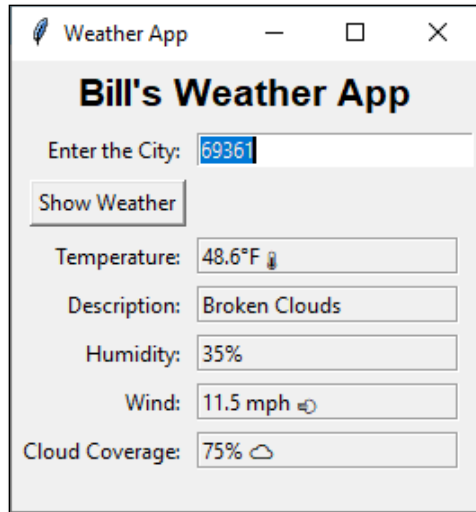 Weather App
Bill's Weather App
Enter the City: 69361
Show Weather
Temperature: 48.6°F 🌡
Description: Broken Clouds
Humidity: 35%
Wind: 11.5 mph 🌬
Cloud Coverage: 75% ☁